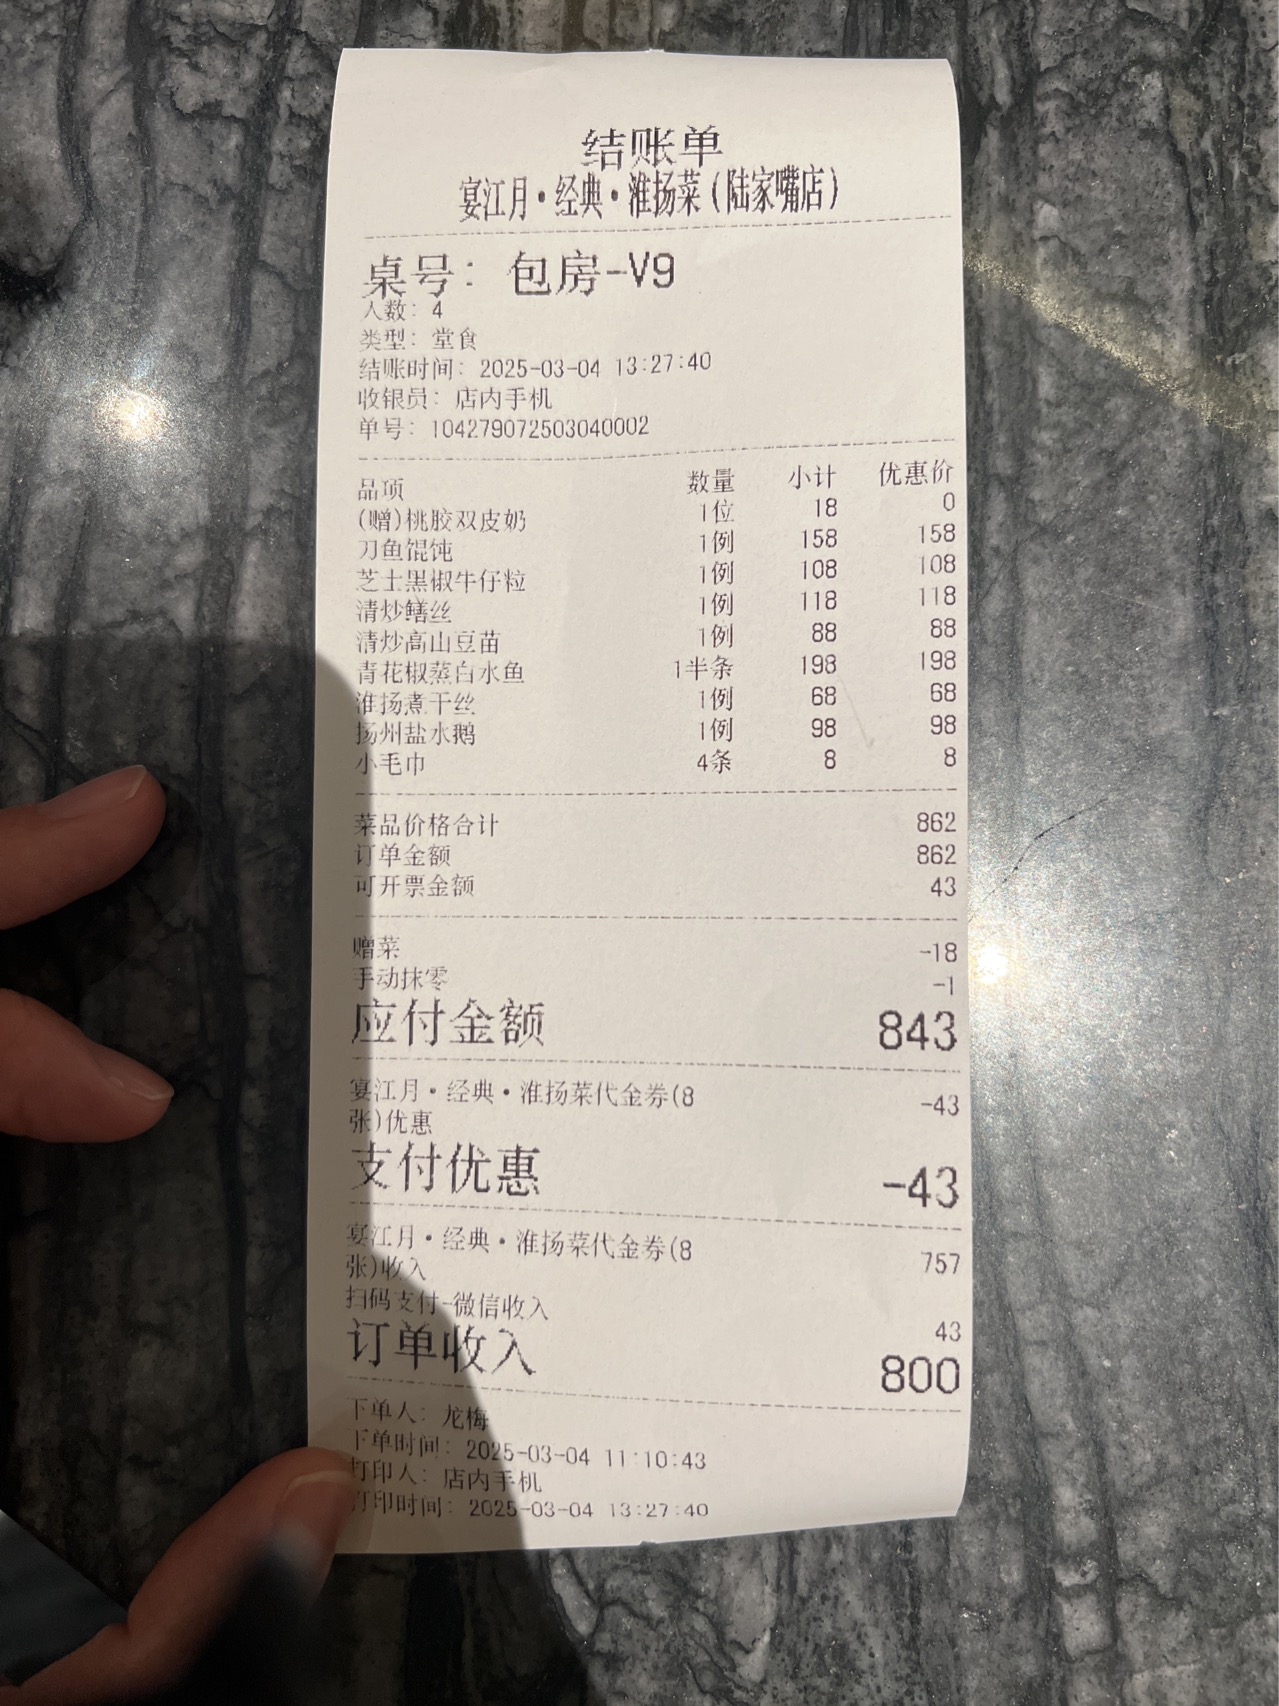 结账单
宴江月·经典·淮扬菜(陆家嘴店)
桌号: 包房-V9
人数: 4
类型: 堂食
结账时间: 2025-03-04 13:27:40
收银员: 店内手机
单号: 104279072503040002
品项 数量 小计 优惠价
(赠)桃胶双皮奶 1位 18 0
刀鱼馄饨 1例 158 158
芝士黑椒牛仔粒 1例 108 108
清炒鳝丝 1例 118 118
清炒高山豆苗 1例 88 88
青花椒蒸白水鱼 1半条 198 198
淮扬煮干丝 1例 68 68
扬州盐水鹅 1例 98 98
小毛巾 4条 8 8
菜品价格合计 862
订单金额 862
可开票金额 43
赠菜 -18
手动抹零 -1
应付金额 843
宴江月·经典·淮扬菜代金券(8 -43
张)优惠
支付优惠 -43
宴江月·经典·淮扬菜代金券(8 757
张)收入
扫码支付-微信收入 43
订单收入 800
下单人: 龙梅
下单时间: 2025-03-04 11:10:43
打印人: 店内手机
打印时间: 2025-03-04 13:27:40